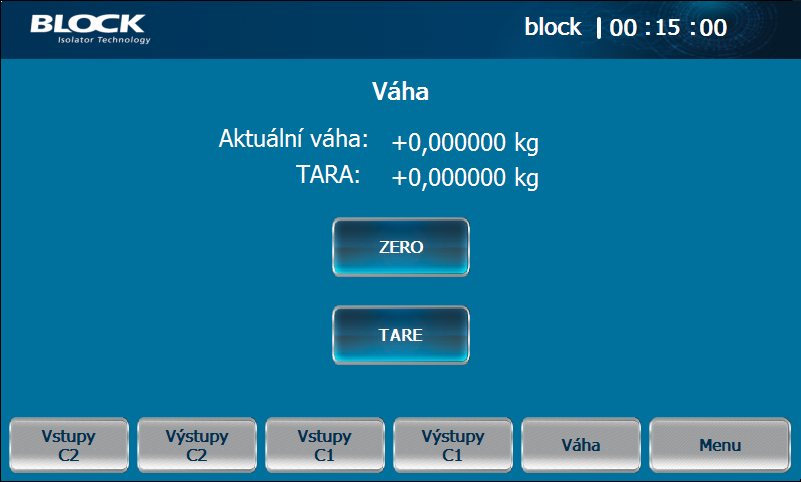 BLOCK
Isolator Technology
block | 00 : 15 : 00
Váha
Aktuální váha: +0,000000 kg
TARA: +0,000000 kg
ZERO
TARE
Vstupy
C2
Výstupy
C2
Vstupy
C1
Výstupy
C1
Váha
Menu